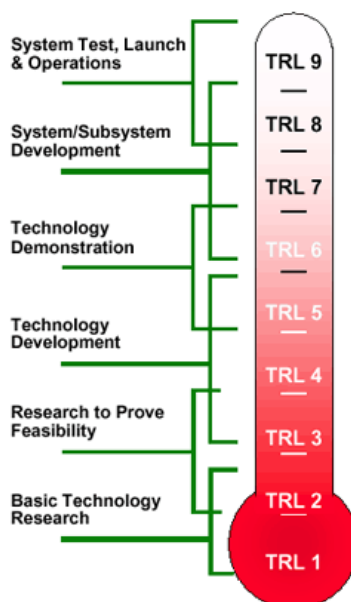 System Test, Launch
& Operations
System/Subsystem
Development
Technology
Demonstration
Technology
Development
Research to Prove
Feasibility
Basic Technology
Research
TRL 9
TRL 8
TRL 7
TRL 6
TRL 5
TRL 4
TRL 3
TRL 2
TRL 1